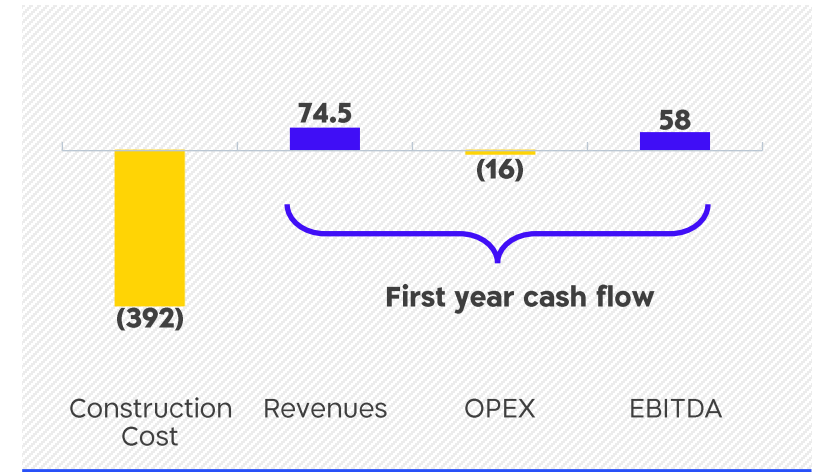 74.5
58
(16)
First year cash flow
(392)
Construction Cost
Revenues
OPEX
EBITDA